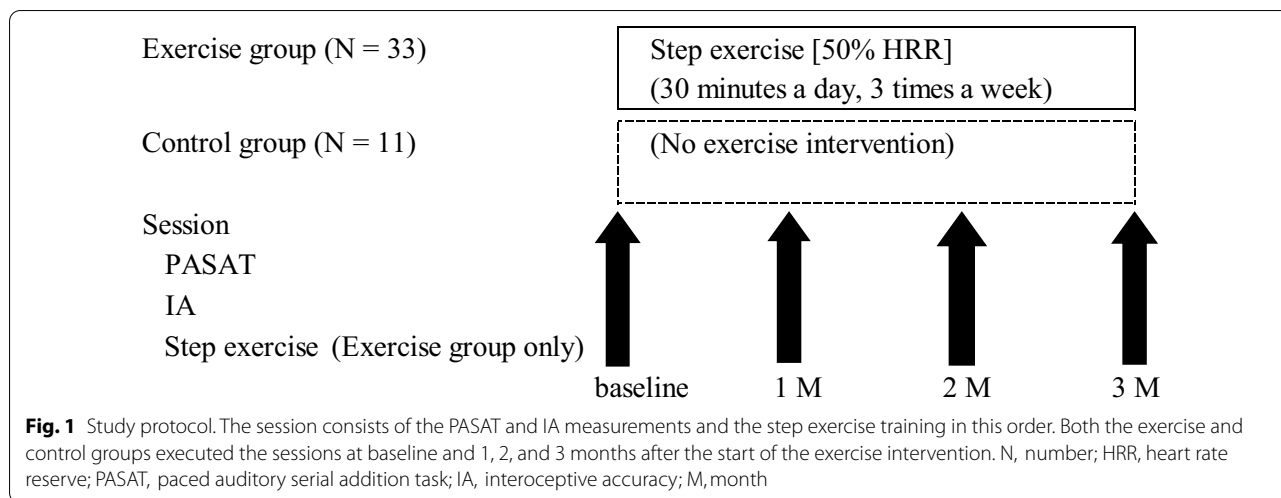 Exercise group (N = 33)
Step exercise [50% HRR]
(30 minutes a day, 3 times a week)
Control group (N = 11)
(No exercise intervention)
Session
PASAT
IA
Step exercise (Exercise group only)
baseline
1 M
2 M
3 M
Fig. 1 Study protocol. The session consists of the PASAT and IA measurements and the step exercise training in this order. Both the exercise and
control groups executed the sessions at baseline and 1, 2, and 3 months after the start of the exercise intervention. N, number; HRR, heart rate
reserve; PASAT, paced auditory serial addition task; IA, interoceptive accuracy; M, month